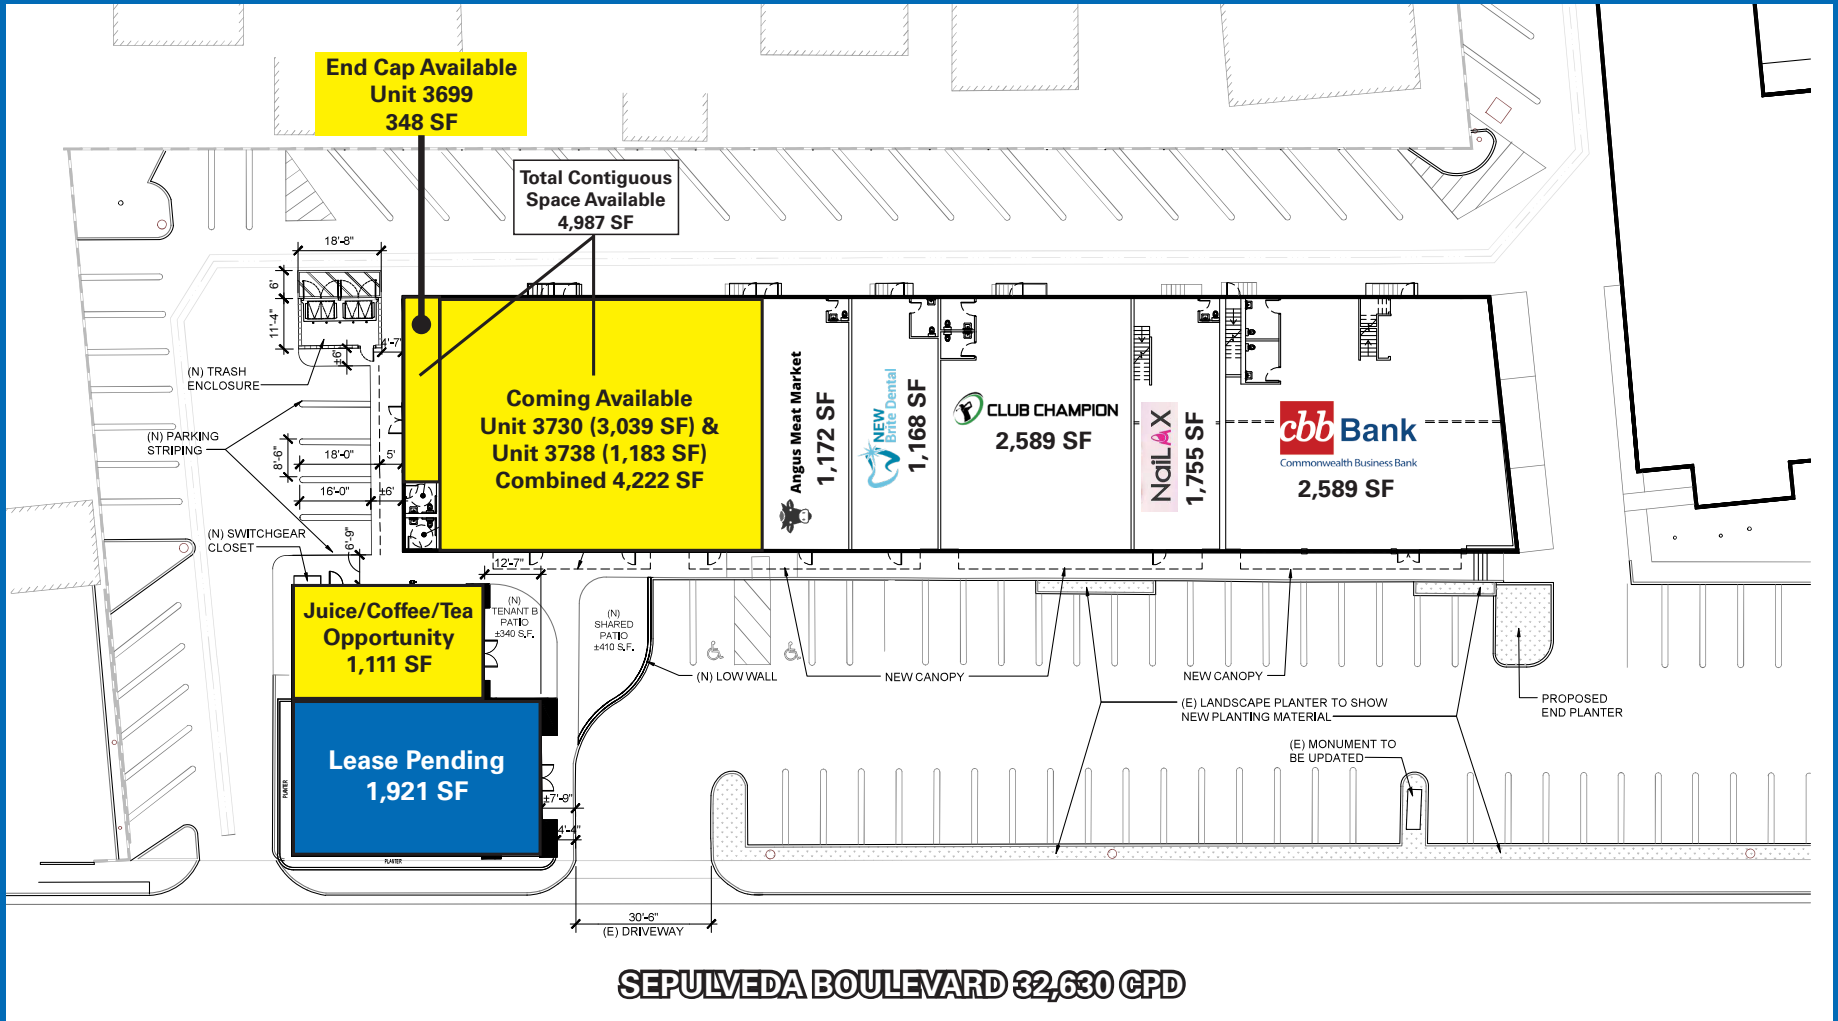 End Cap Available
Unit 3699
348 SF
Total Contiguous
Space Available
4,987 SF
18'-8"
6'
11'-4"
4'-7"
±6'
(N) TRASH
ENCLOSURE
(N) PARKING
STRIPING
8'-6"
18'-0"
5'
16'-0"
±6'
(N) SWITCHGEAR
CLOSET
6'-9"
Coming Available
Unit 3730 (3,039 SF) &
Unit 3738 (1,183 SF)
Combined 4,222 SF
Angus Meat Market
1,172 SF
NEW
Brite Dental
1,168 SF
CLUB CHAMPION
2,589 SF
NaiLAX
1,755 SF
cbb Bank
Commonwealth Business Bank
2,589 SF
12'-7"
Juice/Coffee/Tea
Opportunity
1,111 SF
(N)
TENANT B
PATIO
±340 S.F.
(N)
SHARED
PATIO
±410 S.F.
(N) LOW WALL
NEW CANOPY
NEW CANOPY
(E) LANDSCAPE PLANTER TO SHOW
NEW PLANTING MATERIAL
PROPOSED
END PLANTER
(E) MONUMENT TO
BE UPDATED
Lease Pending
1,921 SF
PLANTER
PLANTER
±7'-9"
4'-4"
30'-6"
(E) DRIVEWAY
SEPULVEDA BOULEVARD 32,630 CPD